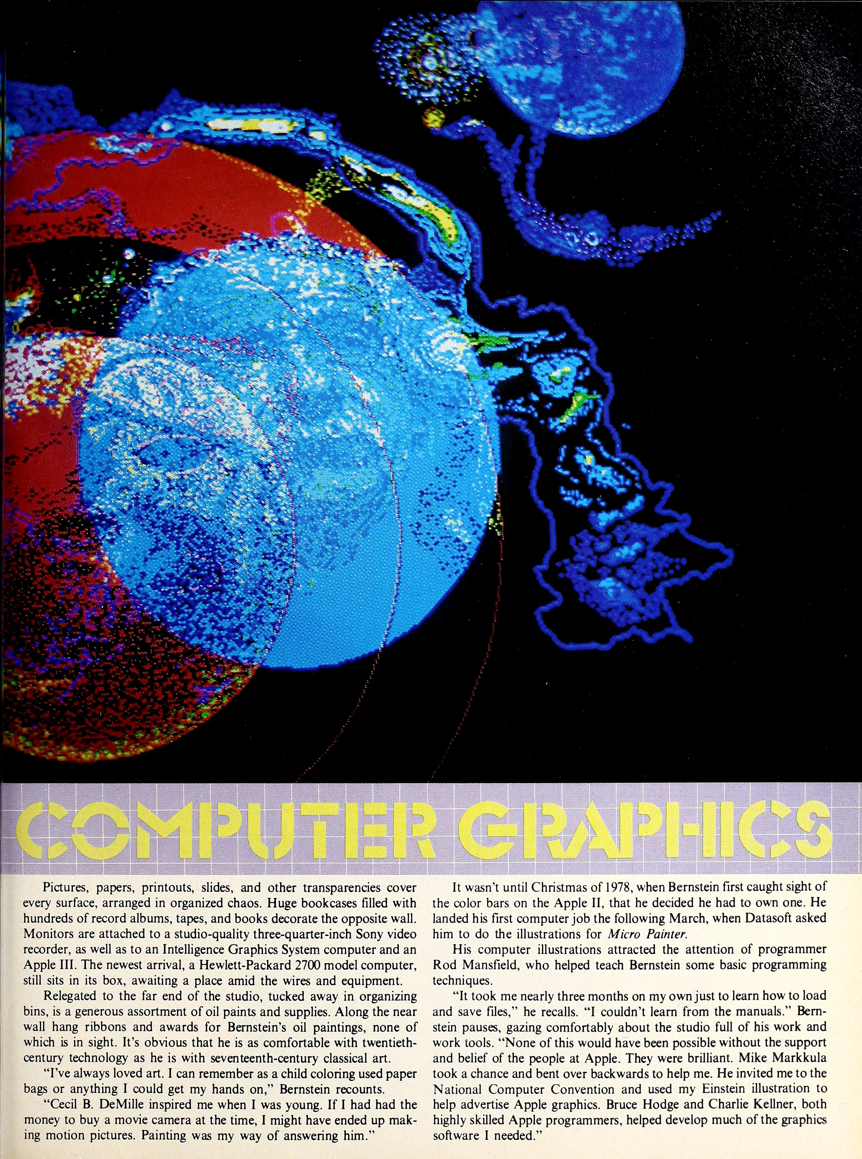 COMPUTER GRAPHICS
Pictures, papers, printouts, slides, and other transparencies cover
every surface, arranged in organized chaos. Huge bookcases filled with
hundreds of record albums, tapes, and books decorate the opposite wall.
Monitors are attached to a studio-quality three-quarter-inch Sony video
recorder, as well as to an Intelligence Graphics System computer and an
Apple III. The newest arrival, a Hewlett-Packard 2700 model computer,
still sits in its box, awaiting a place amid the wires and equipment.
Relegated to the far end of the studio, tucked away in organizing
bins, is a generous assortment of oil paints and supplies. Along the near
wall hang ribbons and awards for Bernstein's oil paintings, none of
which is in sight. It's obvious that he is as comfortable with twentieth-
century technology as he is with seventeenth-century classical art.
"I've always loved art. I can remember as a child coloring used paper
bags or anything I could get my hands on," Bernstein recounts.
"Cecil B. DeMille inspired me when I was young. If I had had the
money to buy a movie camera at the time, I might have ended up mak-
ing motion pictures. Painting was my way of answering him."
It wasn't until Christmas of 1978, when Bernstein first caught sight of
the color bars on the Apple II, that he decided he had to own one. He
landed his first computer job the following March, when Datasoft asked
him to do the illustrations for Micro Painter.
His computer illustrations attracted the attention of programmer
Rod Mansfield, who helped teach Bernstein some basic programming
techniques.
"It took me nearly three months on my own just to learn how to load
and save files," he recalls. "I couldn't learn from the manuals." Bern-
stein pauses, gazing comfortably about the studio full of his work and
work tools. "None of this would have been possible without the support
and belief of the people at Apple. They were brilliant. Mike Markkula
took a chance and bent over backwards to help me. He invited me to the
National Computer Convention and used my Einstein illustration to
help advertise Apple graphics. Bruce Hodge and Charlie Kellner, both
highly skilled Apple programmers, helped develop much of the graphics
software I needed."